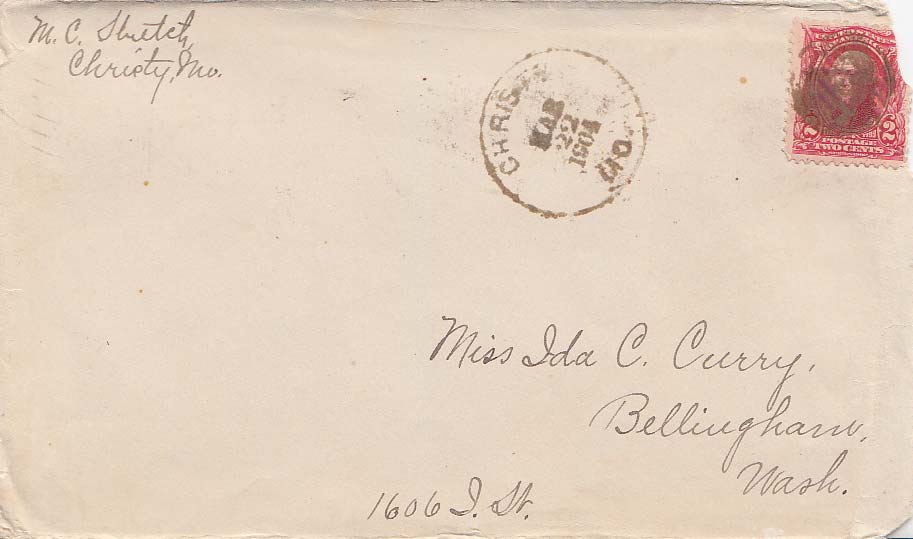 M. C. Stretch,
Christy, Mo.
CHRIS MO.
MAR
22
1904
2 2
POSTAGE
TWO CENTS
Miss Ida C. Curry,
Bellingham,
Wash.
1606 I. St.